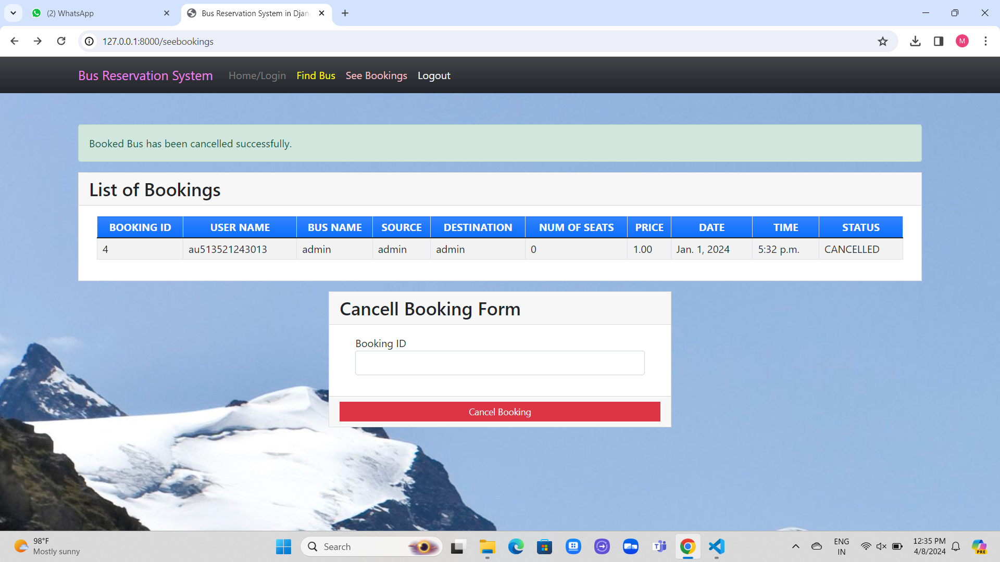 (2) WhatsApp
Bus Reservation System in Djan
127.0.0.1:8000/seebookings
M
Bus Reservation System Home/Login Find Bus See Bookings Logout
Booked Bus has been cancelled successfully.
List of Bookings
BOOKING ID USER NAME BUS NAME SOURCE DESTINATION NUM OF SEATS PRICE DATE TIME STATUS
4 au513521243013 admin admin admin 0 1.00 Jan. 1, 2024 5:32 p.m. CANCELLED
Cancell Booking Form
Booking ID
Cancel Booking
98°F
Mostly sunny
Search
T
ENG
IN
12:35 PM
4/8/2024
PRE